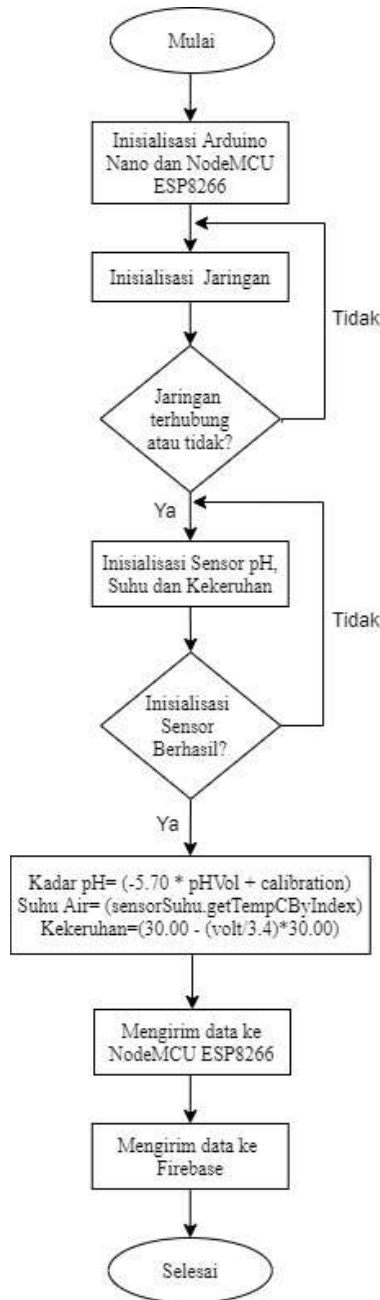 Mulai
Inisialisasi Arduino
Nano dan NodeMCU
ESP8266
Inisialisasi Jaringan
Tidak
Jaringan
terhubung
atau tidak?
Ya
Inisialisasi Sensor pH,
Suhu dan Kekeruhan
Tidak
Inisialisasi
Sensor
Berhasil?
Ya
Kadar pH= (-5.70 * pHVol + calibration)
Suhu Air= (sensorSuhu.getTempCByIndex)
Kekeruhan=(30.00 - (volt/3.4)*30.00)
Mengirim data ke
NodeMCU ESP8266
Mengirim data ke
Firebase
Selesai